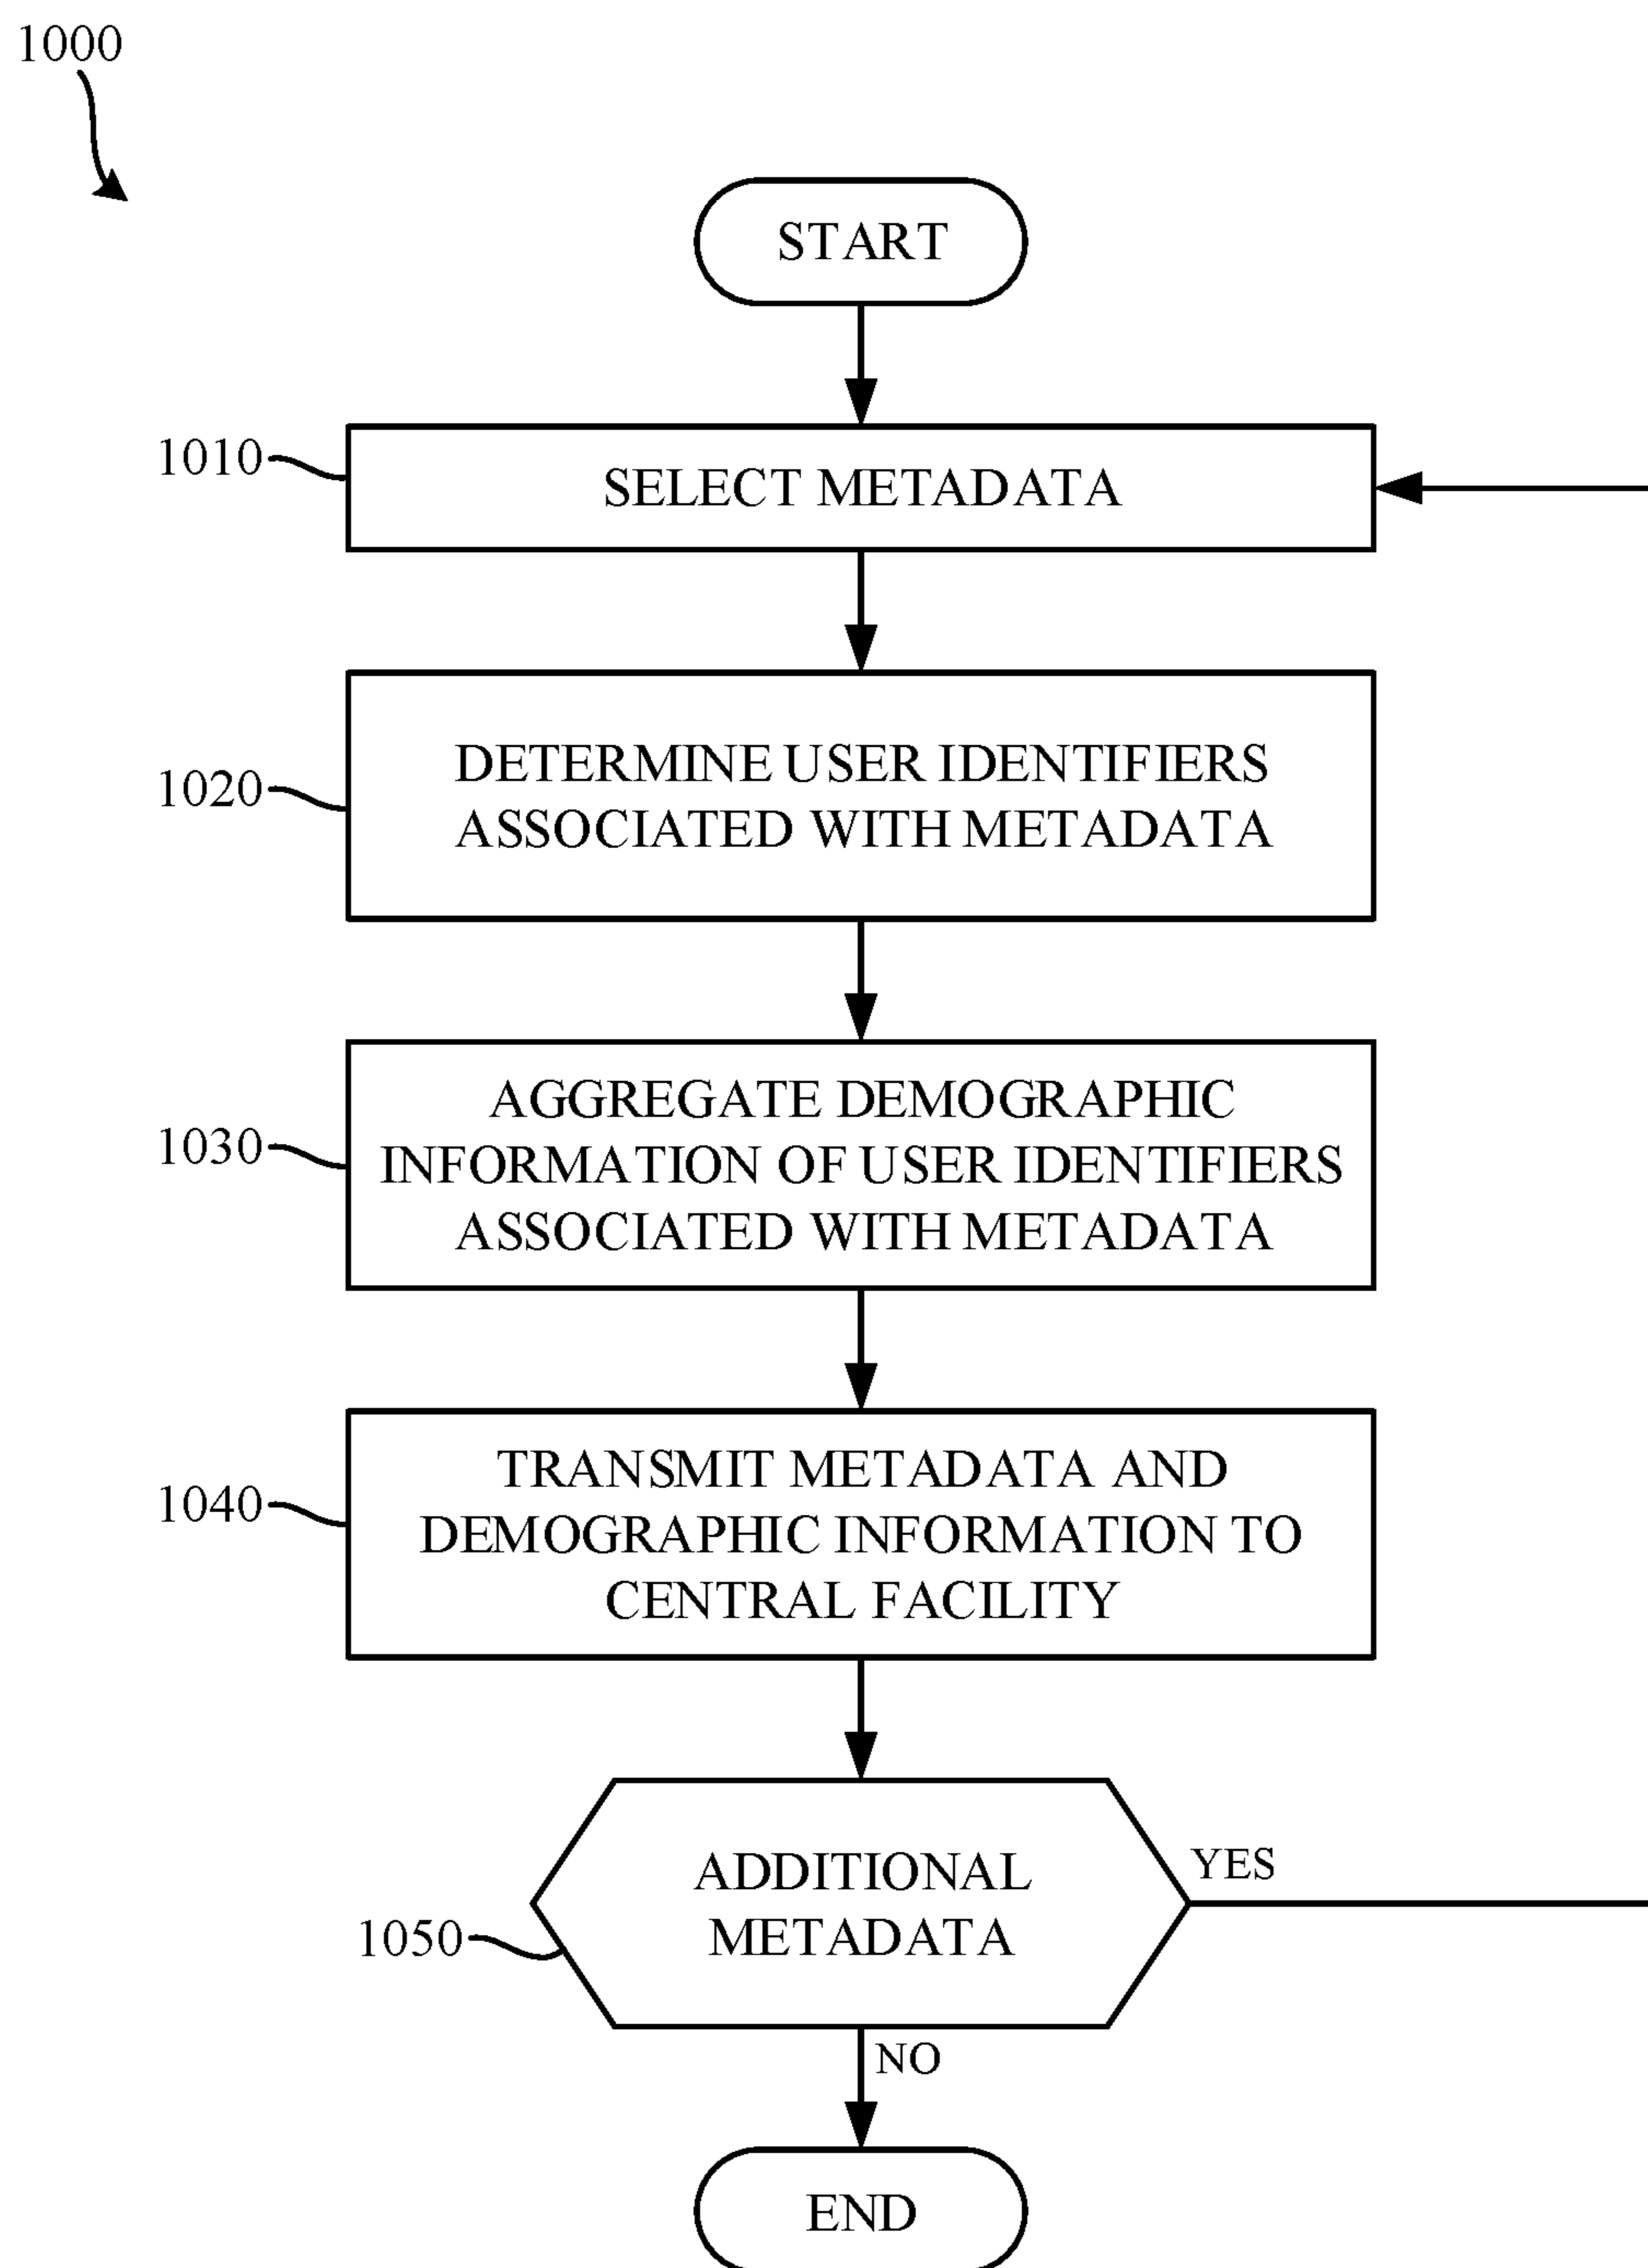 1000
START
1010
SELECT METADATA
1020
DETERMINE USER IDENTIFIERS
ASSOCIATED WITH METADATA
1030
AGGREGATE DEMOGRAPHIC
INFORMATION OF USER IDENTIFIERS
ASSOCIATED WITH METADATA
1040
TRANSMIT METADATA AND
DEMOGRAPHIC INFORMATION TO
CENTRAL FACILITY
1050
ADDITIONAL
METADATA
YES
NO
END